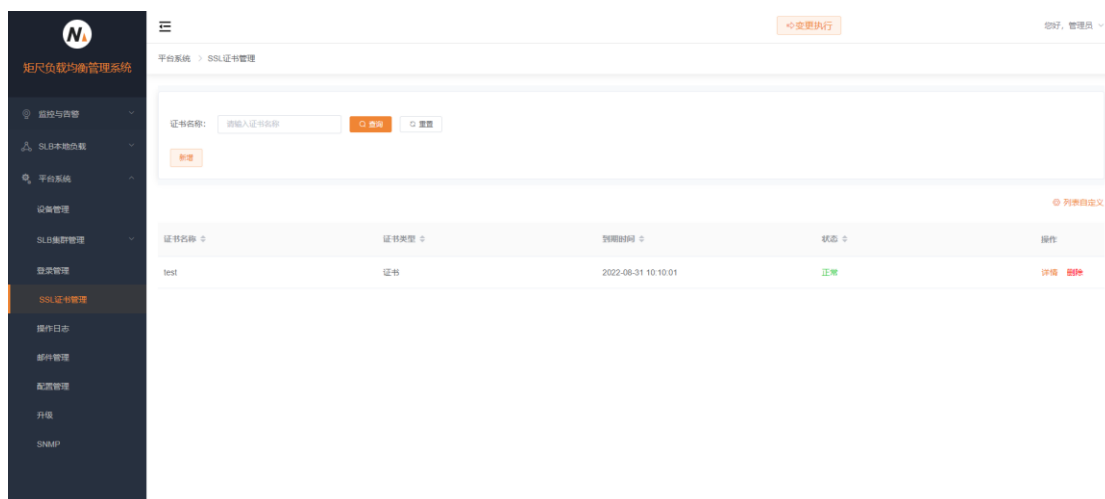 变更执行
您好，管理员
矩尺负载均衡管理系统
平台系统 > SSL证书管理
监控与告警
SLB本地负载
平台系统
设备管理
SLB集群管理
登录管理
SSL证书管理
操作日志
邮件管理
配置管理
升级
SNMP
证书名称： 请输入证书名称 查询 重置
新增
列表自定义
证书名称 证书类型 到期时间 状态 操作
test 证书 2022-08-31 10:10:01 正常 详情 删除